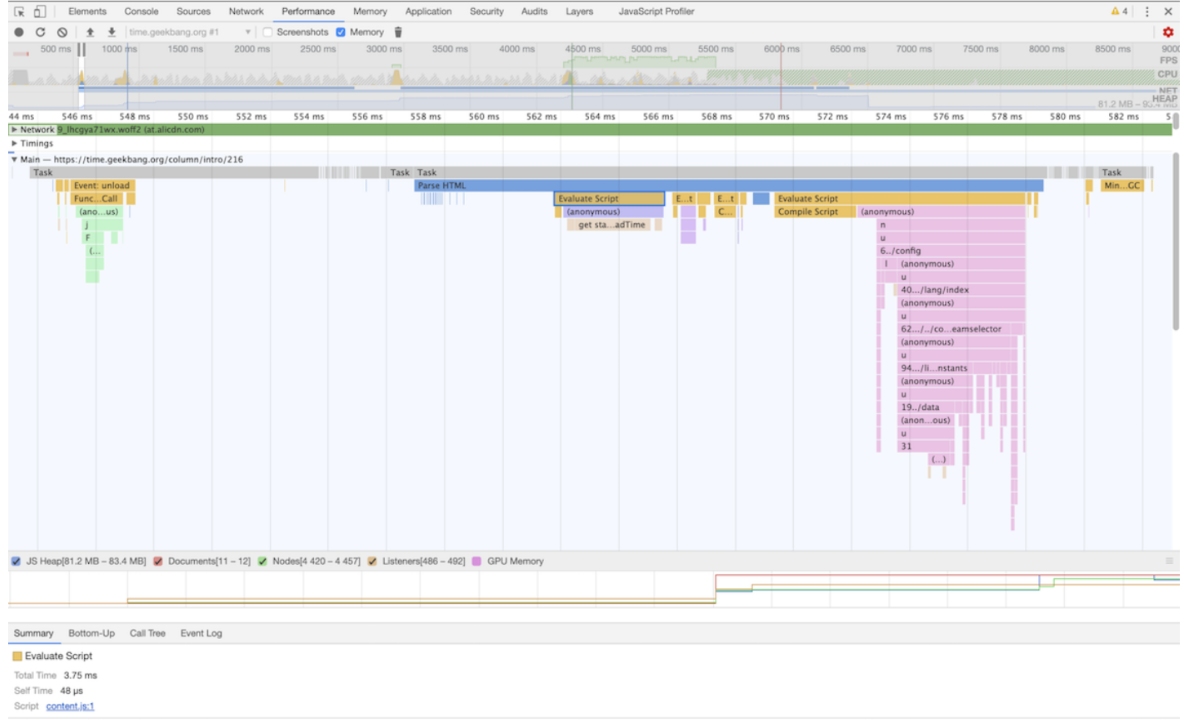 Elements Console Sources Network Performance Memory Application Security Audits Layers JavaScript Profiler 4
time.geekbang.org #1 Screenshots Memory
500 ms 1000 ms 1500 ms 2000 ms 2500 ms 3000 ms 3500 ms 4000 ms 4500 ms 5000 ms 5500 ms 6000 ms 6500 ms 7000 ms 7500 ms 8000 ms 8500 ms 9000
FPS
CPU
NET
HEAP
44 ms 546 ms 548 ms 550 ms 552 ms 554 ms 556 ms 558 ms 560 ms 562 ms 564 ms 566 ms 568 ms 570 ms 572 ms 574 ms 576 ms 578 ms 580 ms 582 ms 5
Network 9_lhcgya71wx.woff2 (at.alicdn.com)
Timings
Main — https://time.geekbang.org/column/intro/216
Task Task Task Task
Event: unload Parse HTML Min...GC
Func...Call Evaluate Script E...t E...t Evaluate Script
(ano...us) (anonymous) C... Compile Script (anonymous)
j get sta...adTime n
F u
(... 6../config
l (anonymous)
u
40.../lang/index
(anonymous)
u
62.../../co...eamselector
(anonymous)
u
94.../li...nstants
(anonymous)
u
19../data
(anon...ous)
u
31
(...)
JS Heap[81.2 MB – 83.4 MB] Documents[11 – 12] Nodes[4 420 – 4 457] Listeners[486 – 492] GPU Memory
Summary Bottom-Up Call Tree Event Log
Evaluate Script
Total Time 3.75 ms
Self Time 48 μs
Script content.js:1